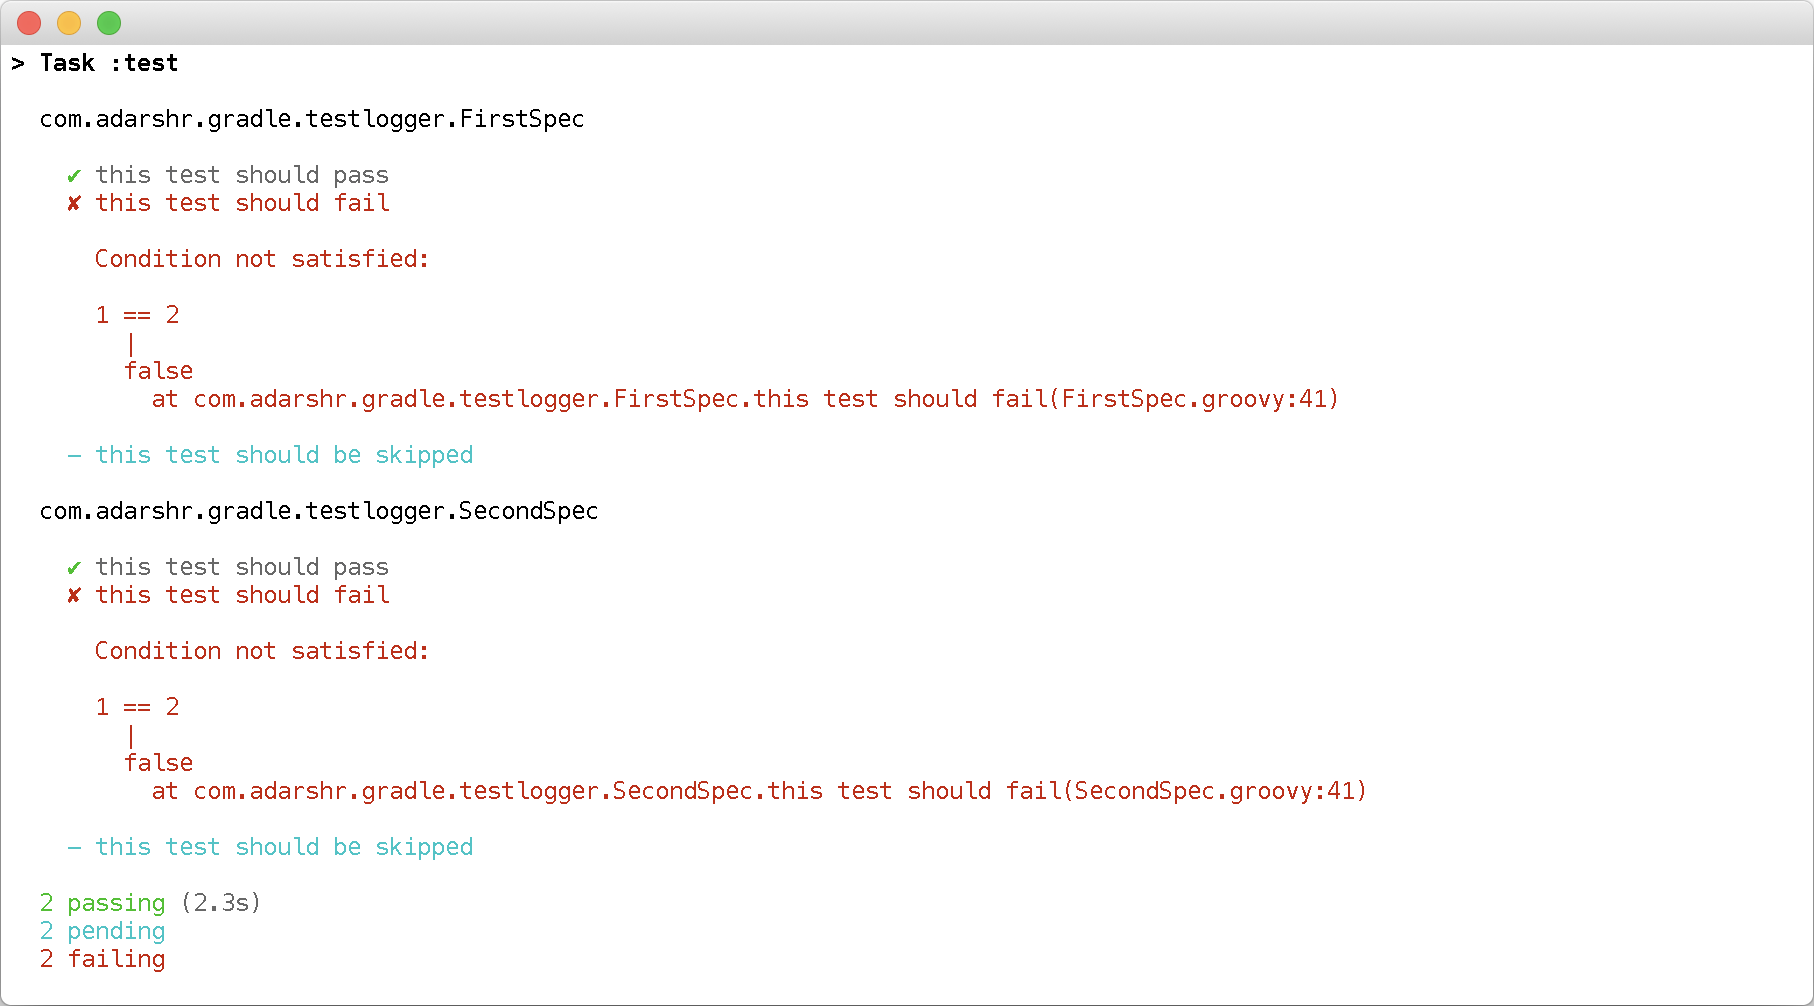 > Task :test
com.adarshr.gradle.testlogger.FirstSpec
✔ this test should pass
✘ this test should fail
Condition not satisfied:
1 == 2
|
false
at com.adarshr.gradle.testlogger.FirstSpec.this test should fail(FirstSpec.groovy:41)
– this test should be skipped
com.adarshr.gradle.testlogger.SecondSpec
✔ this test should pass
✘ this test should fail
Condition not satisfied:
1 == 2
|
false
at com.adarshr.gradle.testlogger.SecondSpec.this test should fail(SecondSpec.groovy:41)
– this test should be skipped
2 passing (2.3s)
2 pending
2 failing